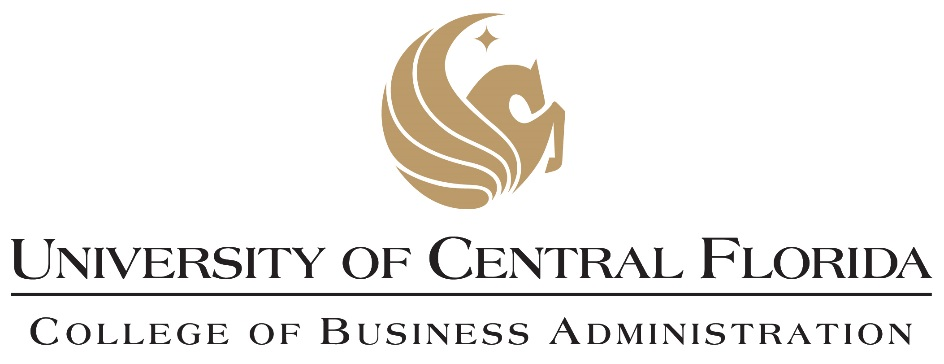 UNIVERSITY OF CENTRAL FLORIDA
COLLEGE OF BUSINESS ADMINISTRATION